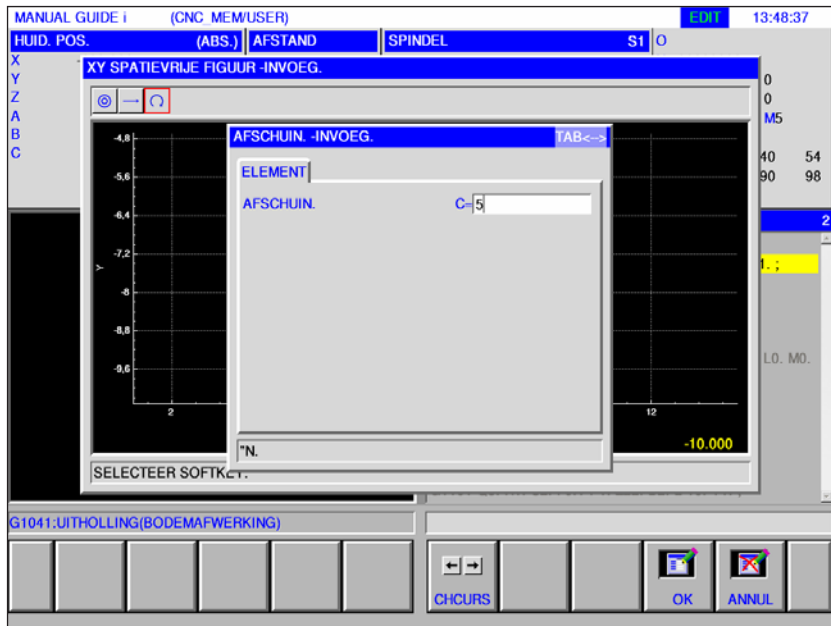 MANUAL GUIDE i (CNC_MEM/USER) EDIT 13:48:37
HUID. POS. (ABS.) AFSTAND SPINDEL S1 O
X
Y
Z
A
B
C
0
0
M5
40 54
90 98
2
1. ;
L0. M0.
XY SPATIEVRIJE FIGUUR -INVOEG.
-4,8
-5,6
-6,4
-7,2
-8
-8,8
-9,6
Y
2
12
-10.000
AFSCHUIN. -INVOEG. TAB<-->
ELEMENT
AFSCHUIN. C=5
"N.
SELECTEER SOFTKEY.
G1041:UITHOLLING(BODEMAFWERKING)
CHCURS OK ANNUL